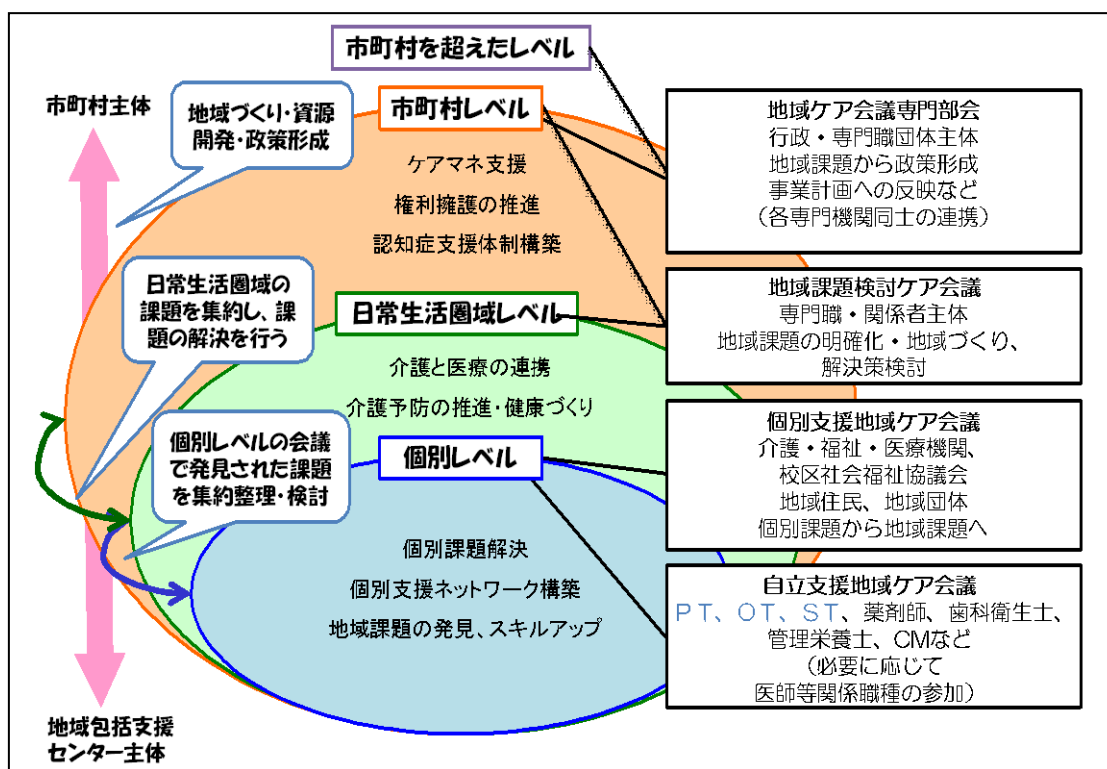 市町村を超えたレベル
市町村主体
地域づくり・資源
開発・政策形成
市町村レベル
ケアマネ支援
権利擁護の推進
認知症支援体制構築
地域ケア会議専門部会
行政・専門職団体主体
地域課題から政策形成
事業計画への反映など
(各専門機関同士の連携)
日常生活圏域の
課題を集約し、課
題の解決を行う
日常生活圏域レベル
介護と医療の連携
介護予防の推進・健康づくり
地域課題検討ケア会議
専門職・関係者主体
地域課題の明確化・地域づくり、
解決策検討
個別レベルの会議
で発見された課題
を集約整理・検討
個別レベル
個別課題解決
個別支援ネットワーク構築
地域課題の発見、スキルアップ
個別支援地域ケア会議
介護・福祉・医療機関、
校区社会福祉協議会
地域住民、地域団体
個別課題から地域課題へ
自立支援地域ケア会議
PT、OT、ST、薬剤師、歯科衛生士、
管理栄養士、CMなど
(必要に応じて
医師等関係職種の参加)
地域包括支援
センター主体